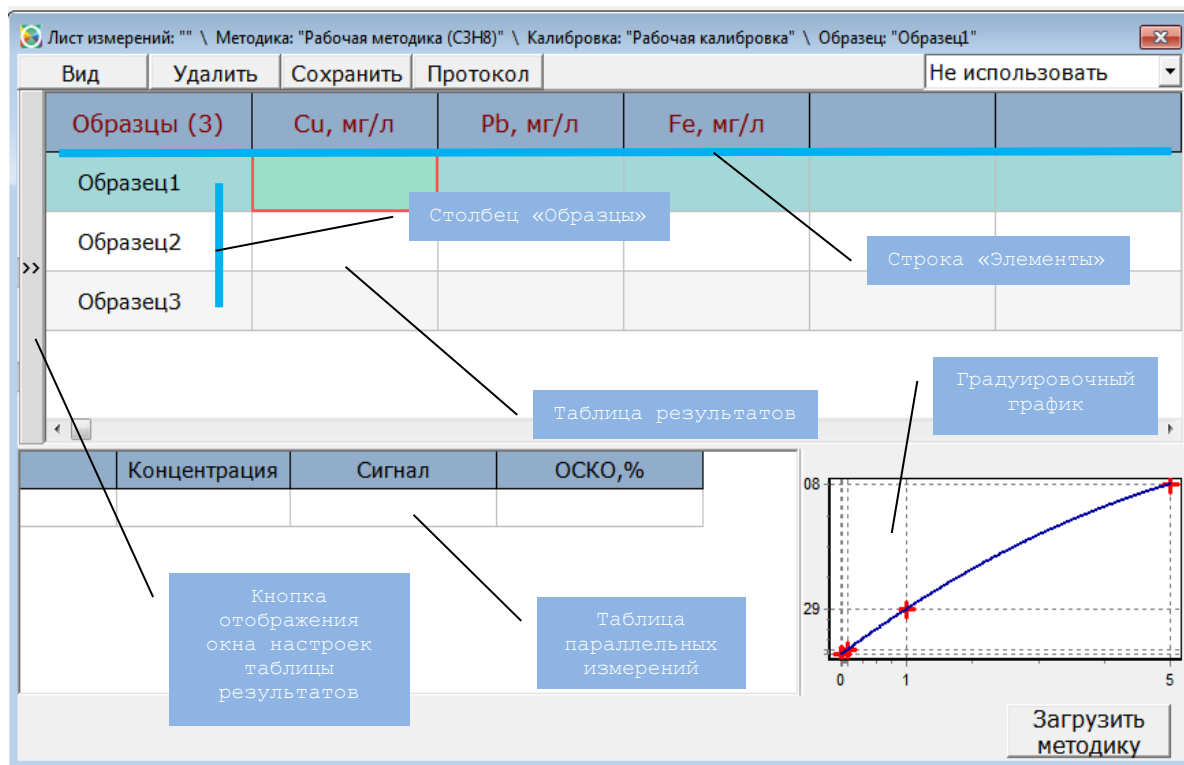 Лист измерений: "" \ Методика: "Рабочая методика (C3H8)" \ Калибровка: "Рабочая калибровка" \ Образец: "Образец1"
Вид Удалить Сохранить Протокол Не использовать
Образцы (3) Cu, мг/л Pb, мг/л Fe, мг/л
Образец1
Столбец «Образцы»
Образец2
Строка «Элементы»
>>
Образец3
Градуировочный
график
Таблица результатов
Концентрация Сигнал ОСКО,%
08
29
0 1 5
Кнопка
отображения
окна настроек
таблицы
результатов
Таблица
параллельных
измерений
Загрузить
методику